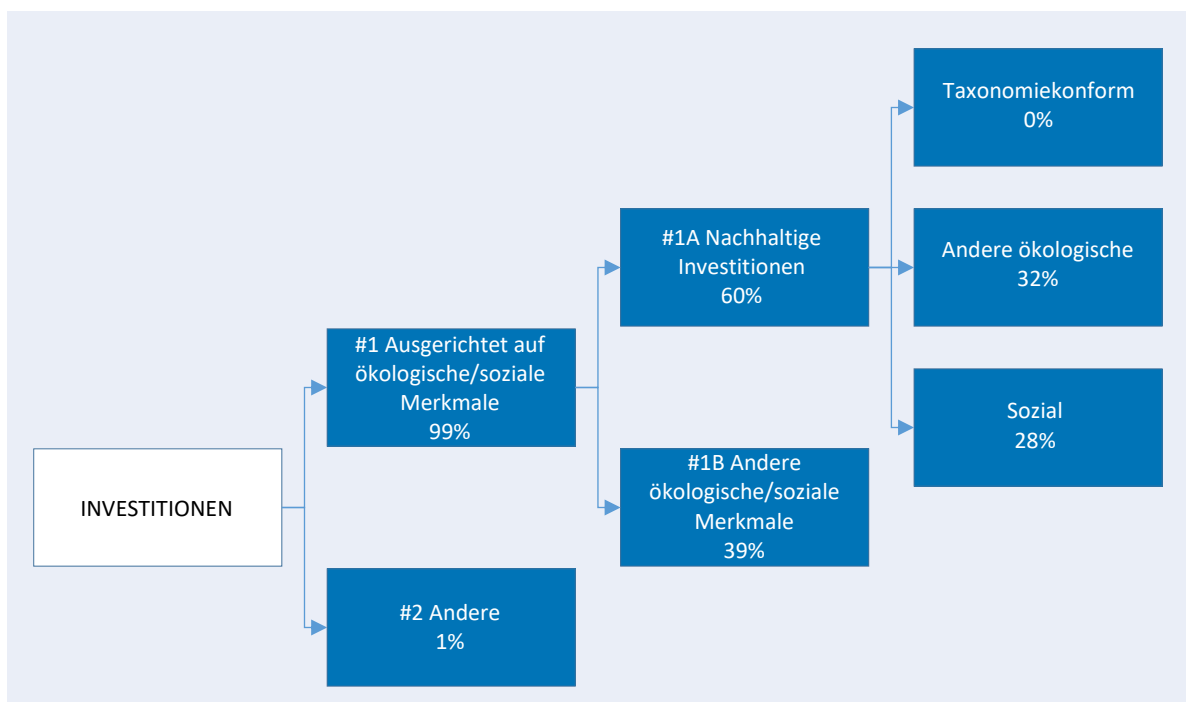 INVESTITIONEN
#1 Ausgerichtet auf
ökologische/soziale
Merkmale
99%
#2 Andere
1%
#1A Nachhaltige
Investitionen
60%
#1B Andere
ökologische/soziale
Merkmale
39%
Taxonomiekonform
0%
Andere ökologische
32%
Sozial
28%